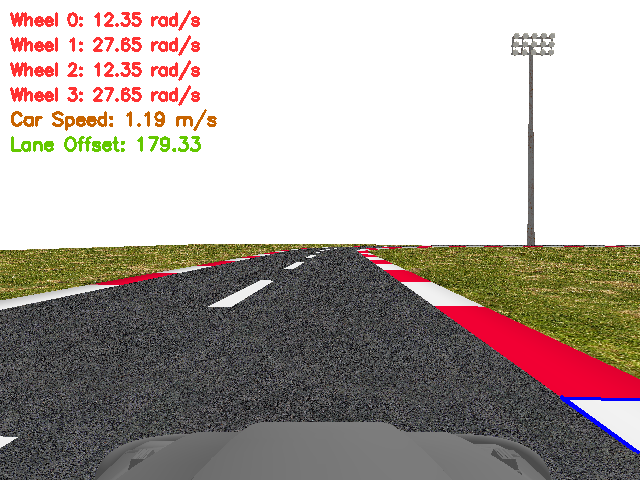 Wheel 0: 12.35 rad/s
Wheel 1: 27.65 rad/s
Wheel 2: 12.35 rad/s
Wheel 3: 27.65 rad/s
Car Speed: 1.19 m/s
Lane Offset: 179.33